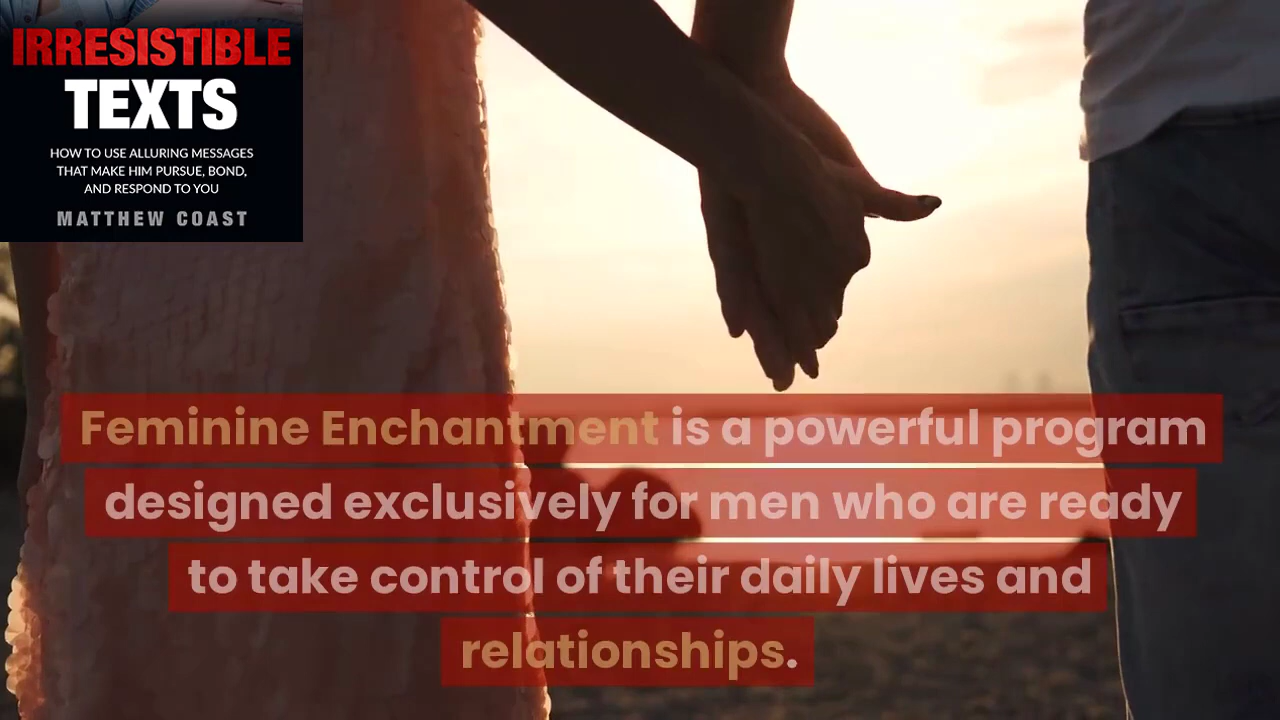 IRRESISTIBLE
TEXTS
HOW TO USE ALLURING MESSAGES
THAT MAKE HIM PURSUE, BOND,
AND RESPOND TO YOU
MATTHEW COAST
Feminine Enchantment is a powerful program
designed exclusively for men who are ready
to take control of their daily lives and
relationships.